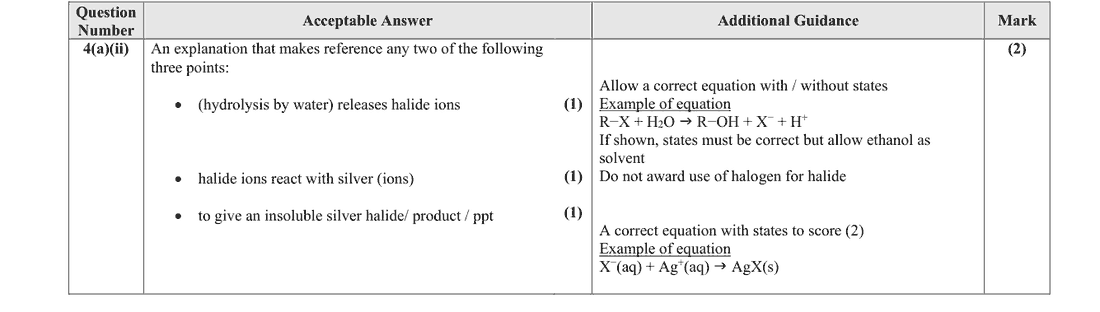 Question Number
Acceptable Answer
Additional Guidance
Mark
4(a)(ii)
An explanation that makes reference any two of the following
three points:
• (hydrolysis by water) releases halide ions (1)
• halide ions react with silver (ions) (1)
• to give an insoluble silver halide/ product / ppt (1)
Allow a correct equation with / without states
Example of equation
R–X + H₂O → R–OH + X⁻ + H⁺
If shown, states must be correct but allow ethanol as
solvent
Do not award use of halogen for halide
A correct equation with states to score (2)
Example of equation
X⁻(aq) + Ag⁺(aq) → AgX(s)
(2)